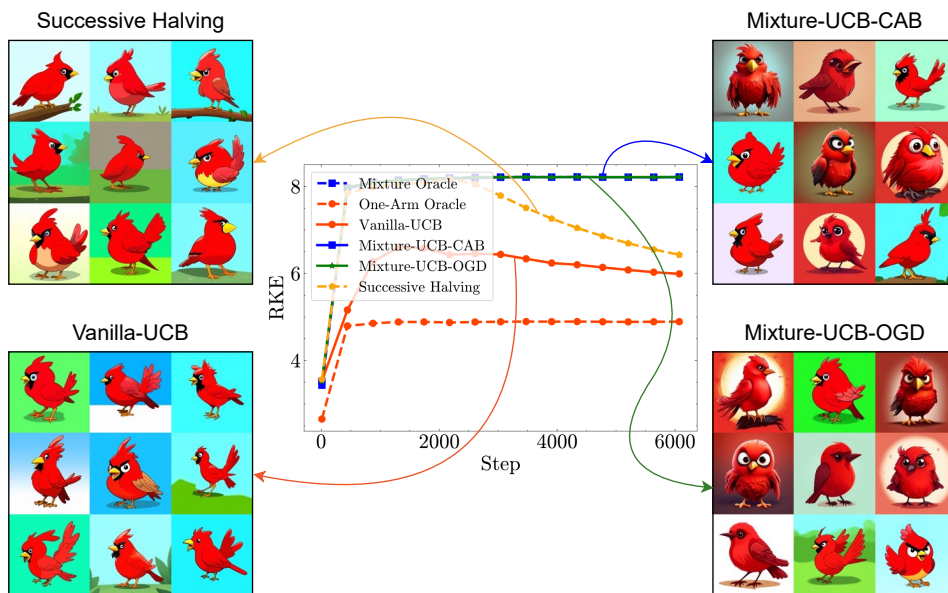 Successive Halving
Mixture-UCB-CAB
8
6
4
RKE
Mixture Oracle
One-Arm Oracle
Vanilla-UCB
Mixture-UCB-CAB
Mixture-UCB-OGD
Successive Halving
0
2000
4000
6000
Step
Vanilla-UCB
Mixture-UCB-OGD